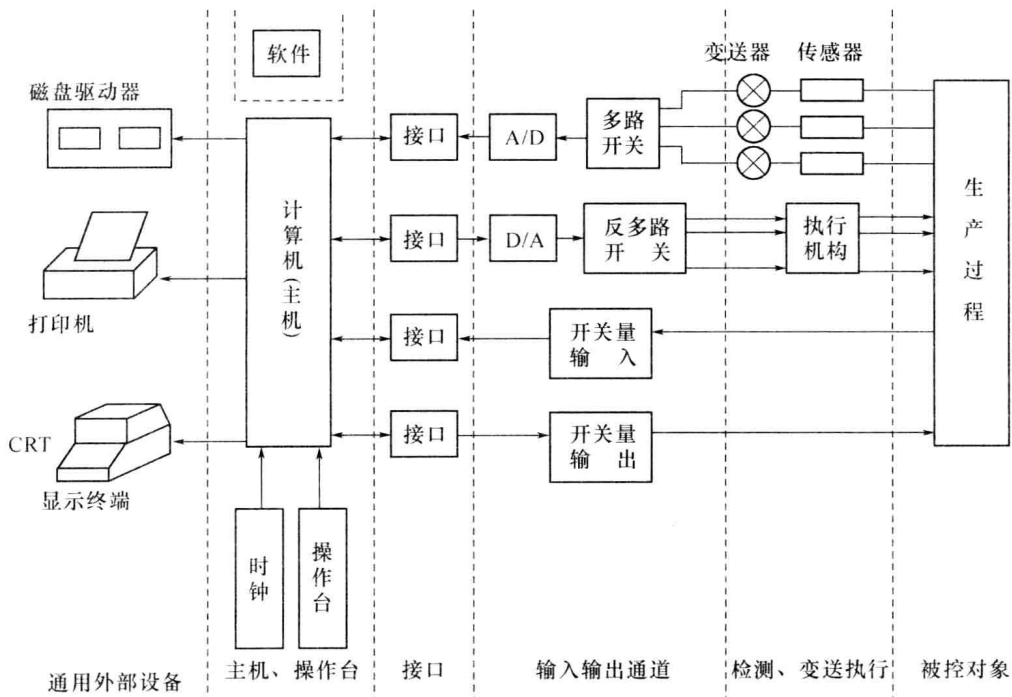 软件
变送器
传感器
磁盘驱动器
接口
A/D
多路
开关
计算机(主机)
生产过程
接口
D/A
反多路
开关
执行
机构
打印机
接口
开关量
输入
CRT
显示终端
接口
开关量
输出
时钟
操作台
通用外部设备
主机、操作台
接口
输入输出通道
检测、变送执行
被控对象